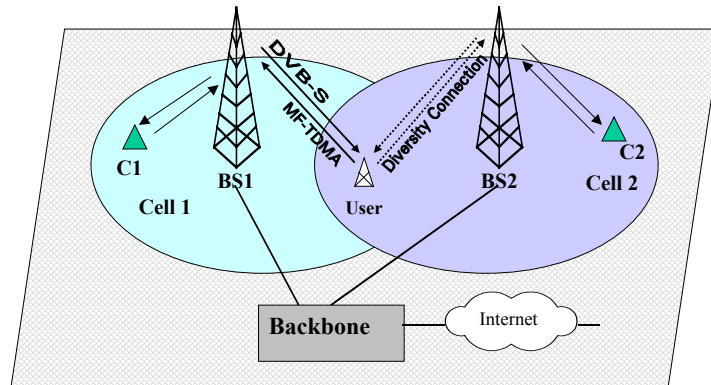 DVB-S
MF-TDMA
Diversity Connection
C1
BS1
User
BS2
C2
Cell 1
Cell 2
Backbone
Internet